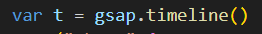 var t = gsap.timeline()